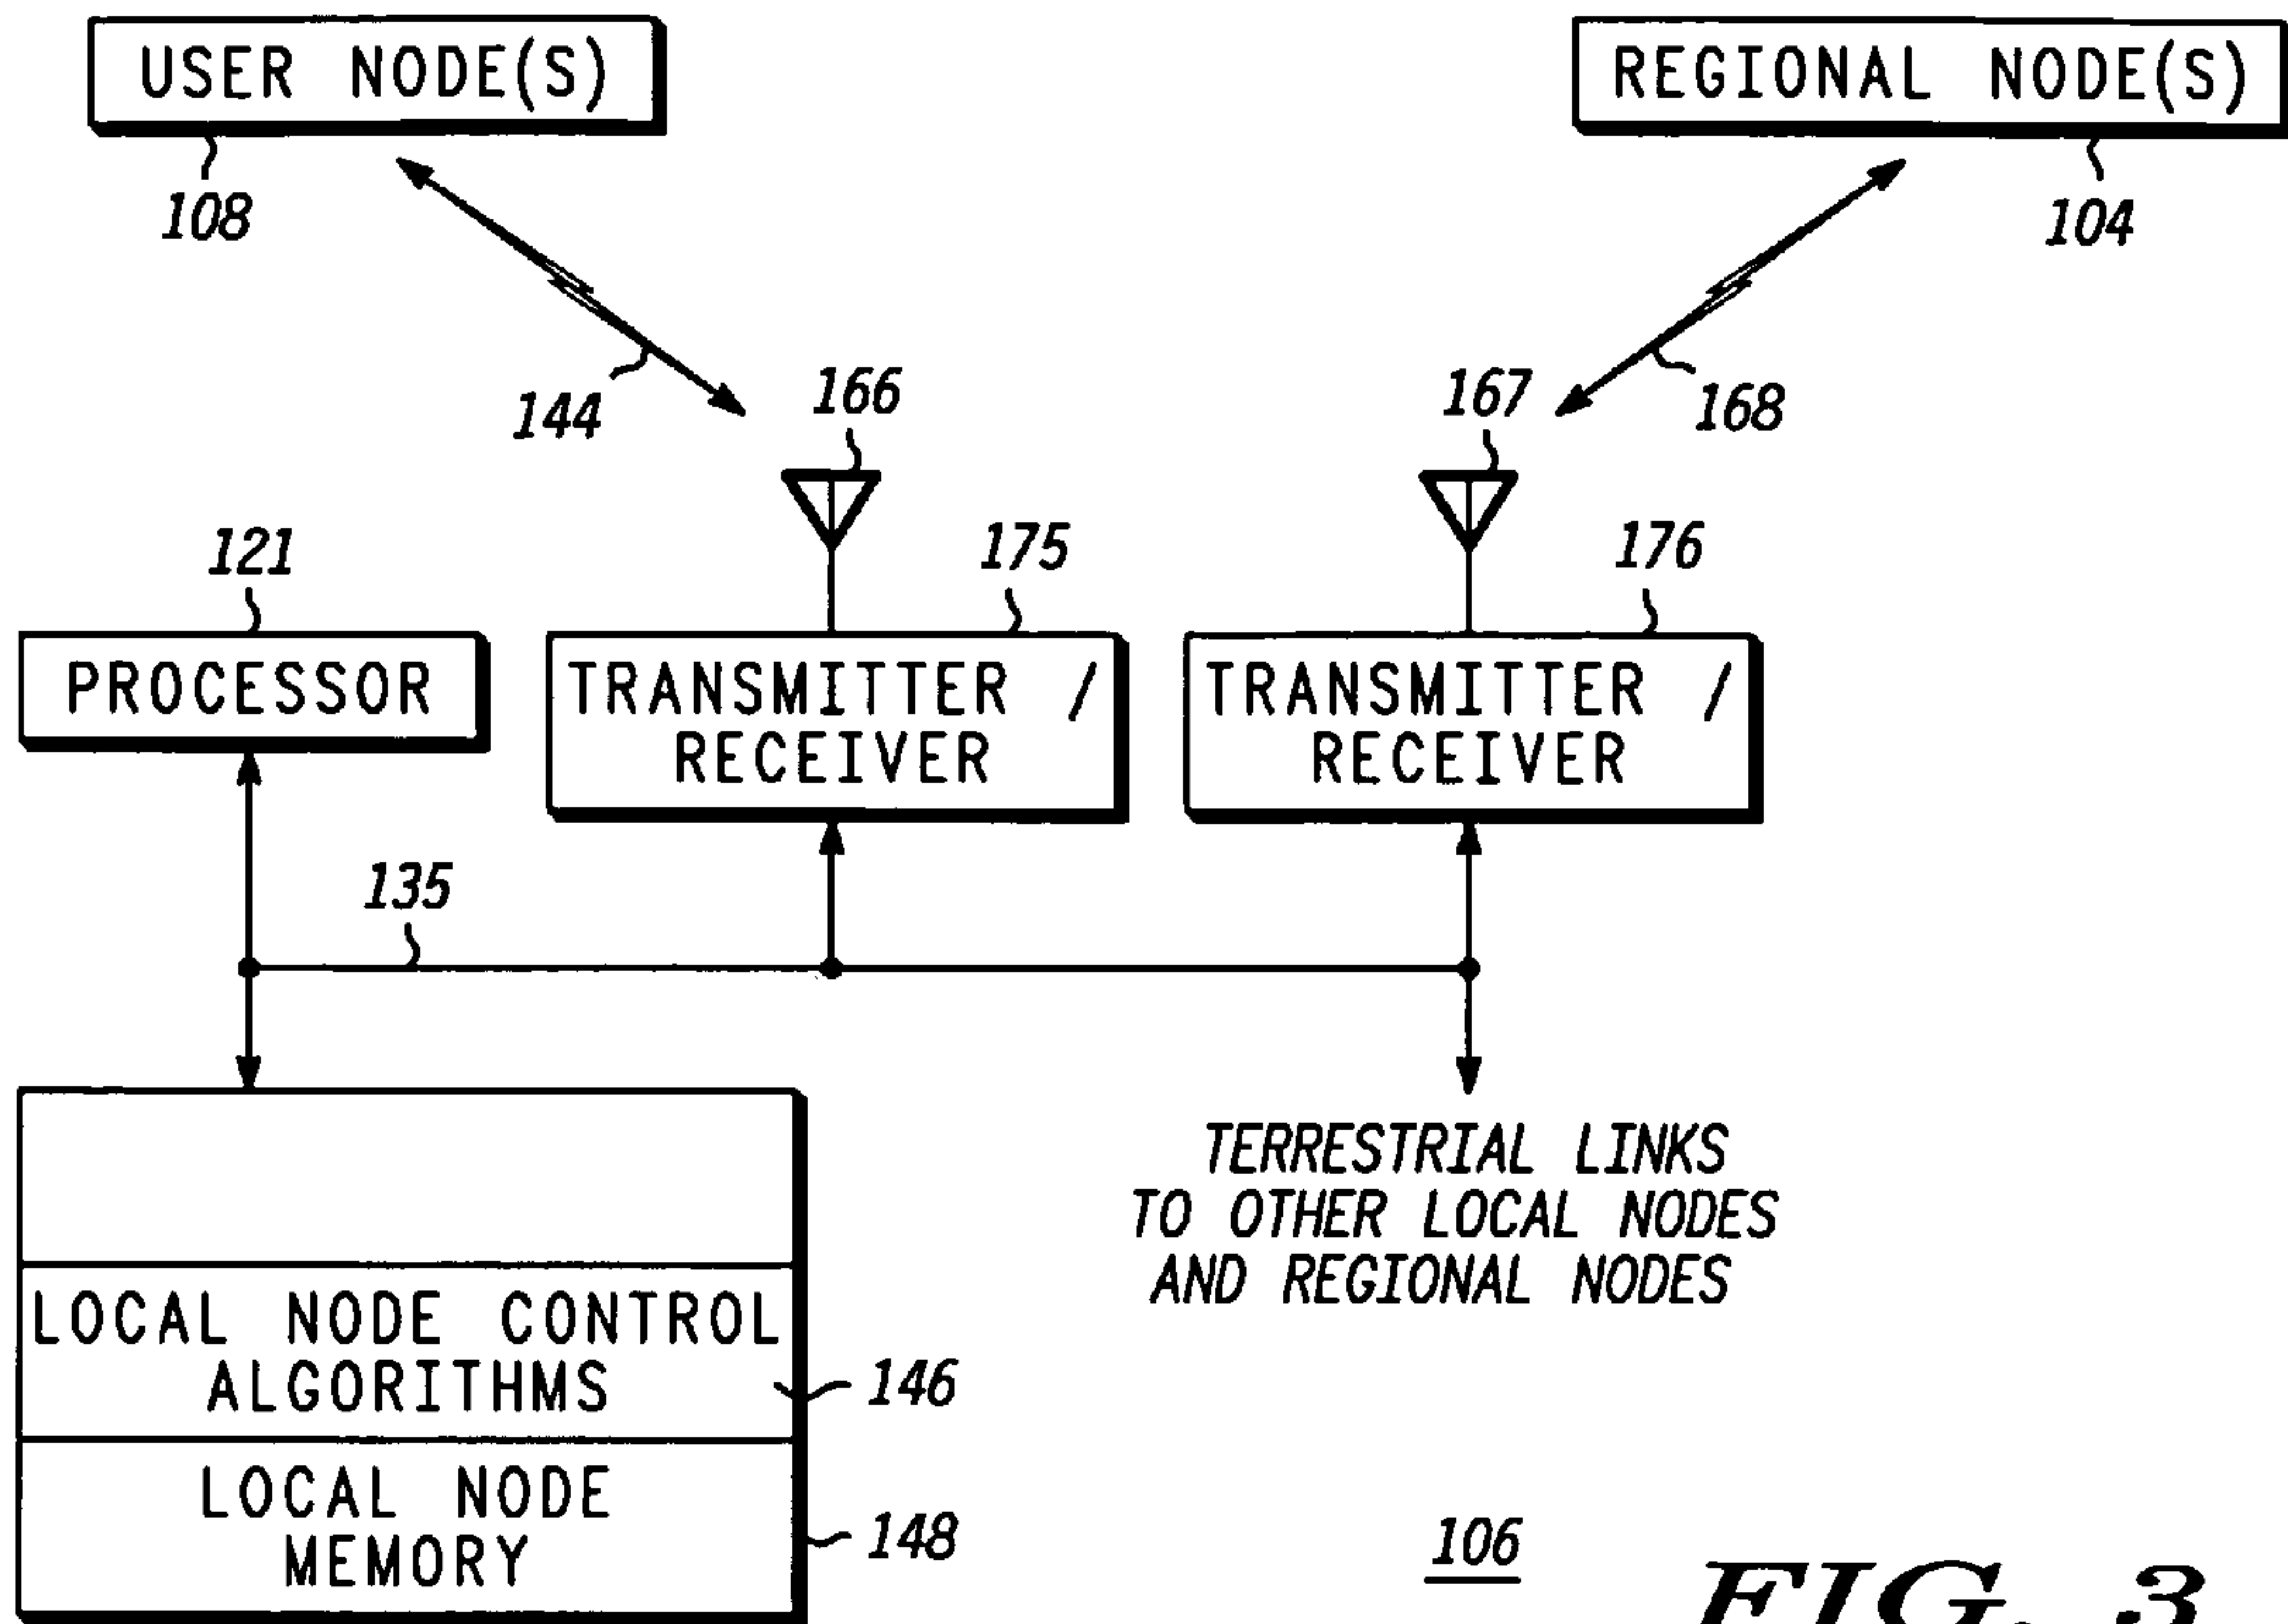 USER NODE(S)
REGIONAL NODE(S)
108
104
144
166
167
168
121
175
176
PROCESSOR
TRANSMITTER /
RECEIVER
TRANSMITTER /
RECEIVER
135
TERRESTRIAL LINKS
TO OTHER LOCAL NODES
AND REGIONAL NODES
LOCAL NODE CONTROL
ALGORITHMS
146
LOCAL NODE
MEMORY
148
106
FIG. 3